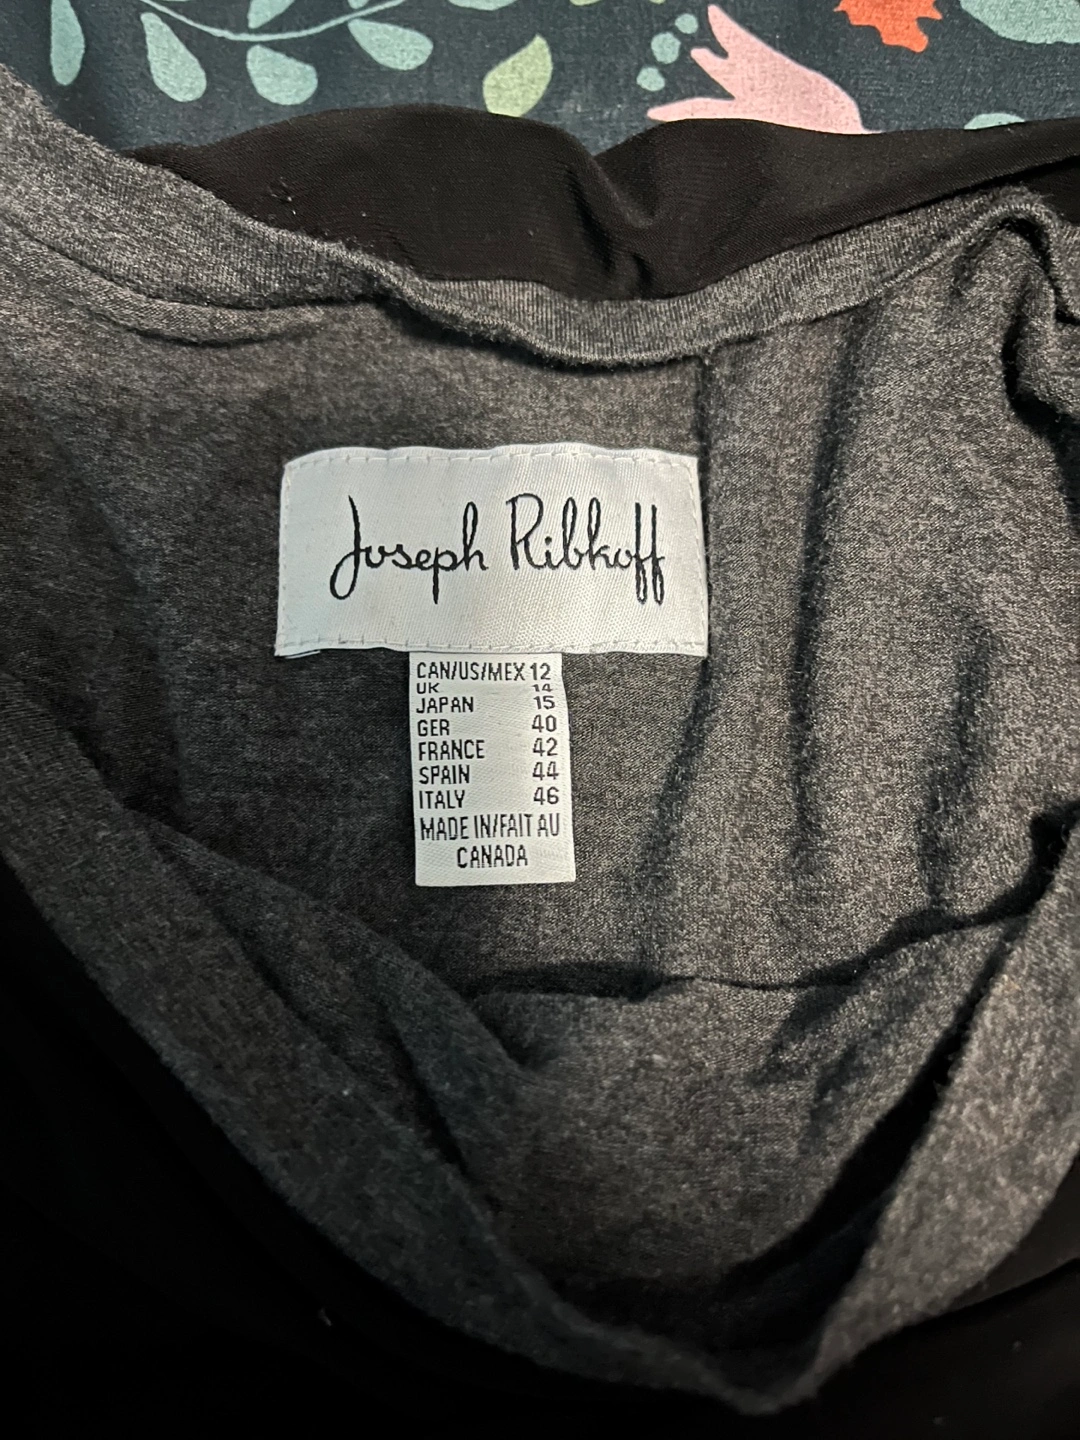 Joseph Ribkoff
CAN/US/MEX 12
UK 14
JAPAN 15
GER 40
FRANCE 42
SPAIN 44
ITALY 46
MADE IN/FAIT AU
CANADA